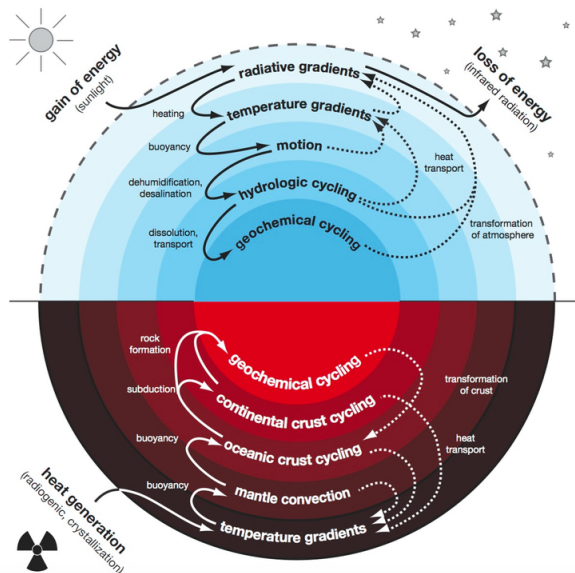 gain of energy
(sunlight)
loss of energy
(infrared radiation)
radiative gradients
heating
temperature gradients
buoyancy
motion
heat
transport
dehumidification,
desalination
hydrologic cycling
dissolution,
transport
geochemical cycling
transformation
of atmosphere
rock
formation
geochemical cycling
transformation
of crust
subduction
continental crust cycling
buoyancy
oceanic crust cycling
heat
transport
buoyancy
mantle convection
heat generation
(radiogenic, crystallization)
temperature gradients